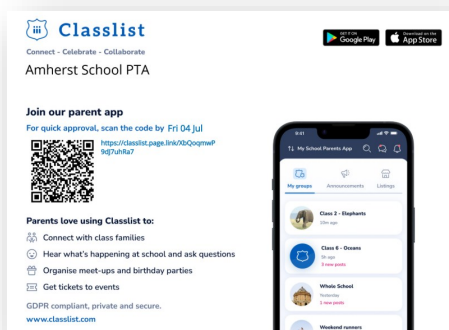 Classlist
Connect - Celebrate - Collaborate
GET IT ON
Google Play
Download on the
App Store
Amherst School PTA
Join our parent app
For quick approval, scan the code by Fri 04 Jul
https://classlist.page.link/XbQoqmwP
9dJ7uhRa7
Parents love using Classlist to:
Connect with class families
Hear what's happening at school and ask questions
Organise meet-ups and birthday parties
Get tickets to events
GDPR compliant, private and secure.
www.classlist.com
9:41
My School Parents App
My groups
Announcements
Listings
Class 2 - Elephants
10m ago
Class 6 - Oceans
5h ago
3 new posts
Whole School
Yesterday
2 new posts
Weekend runners